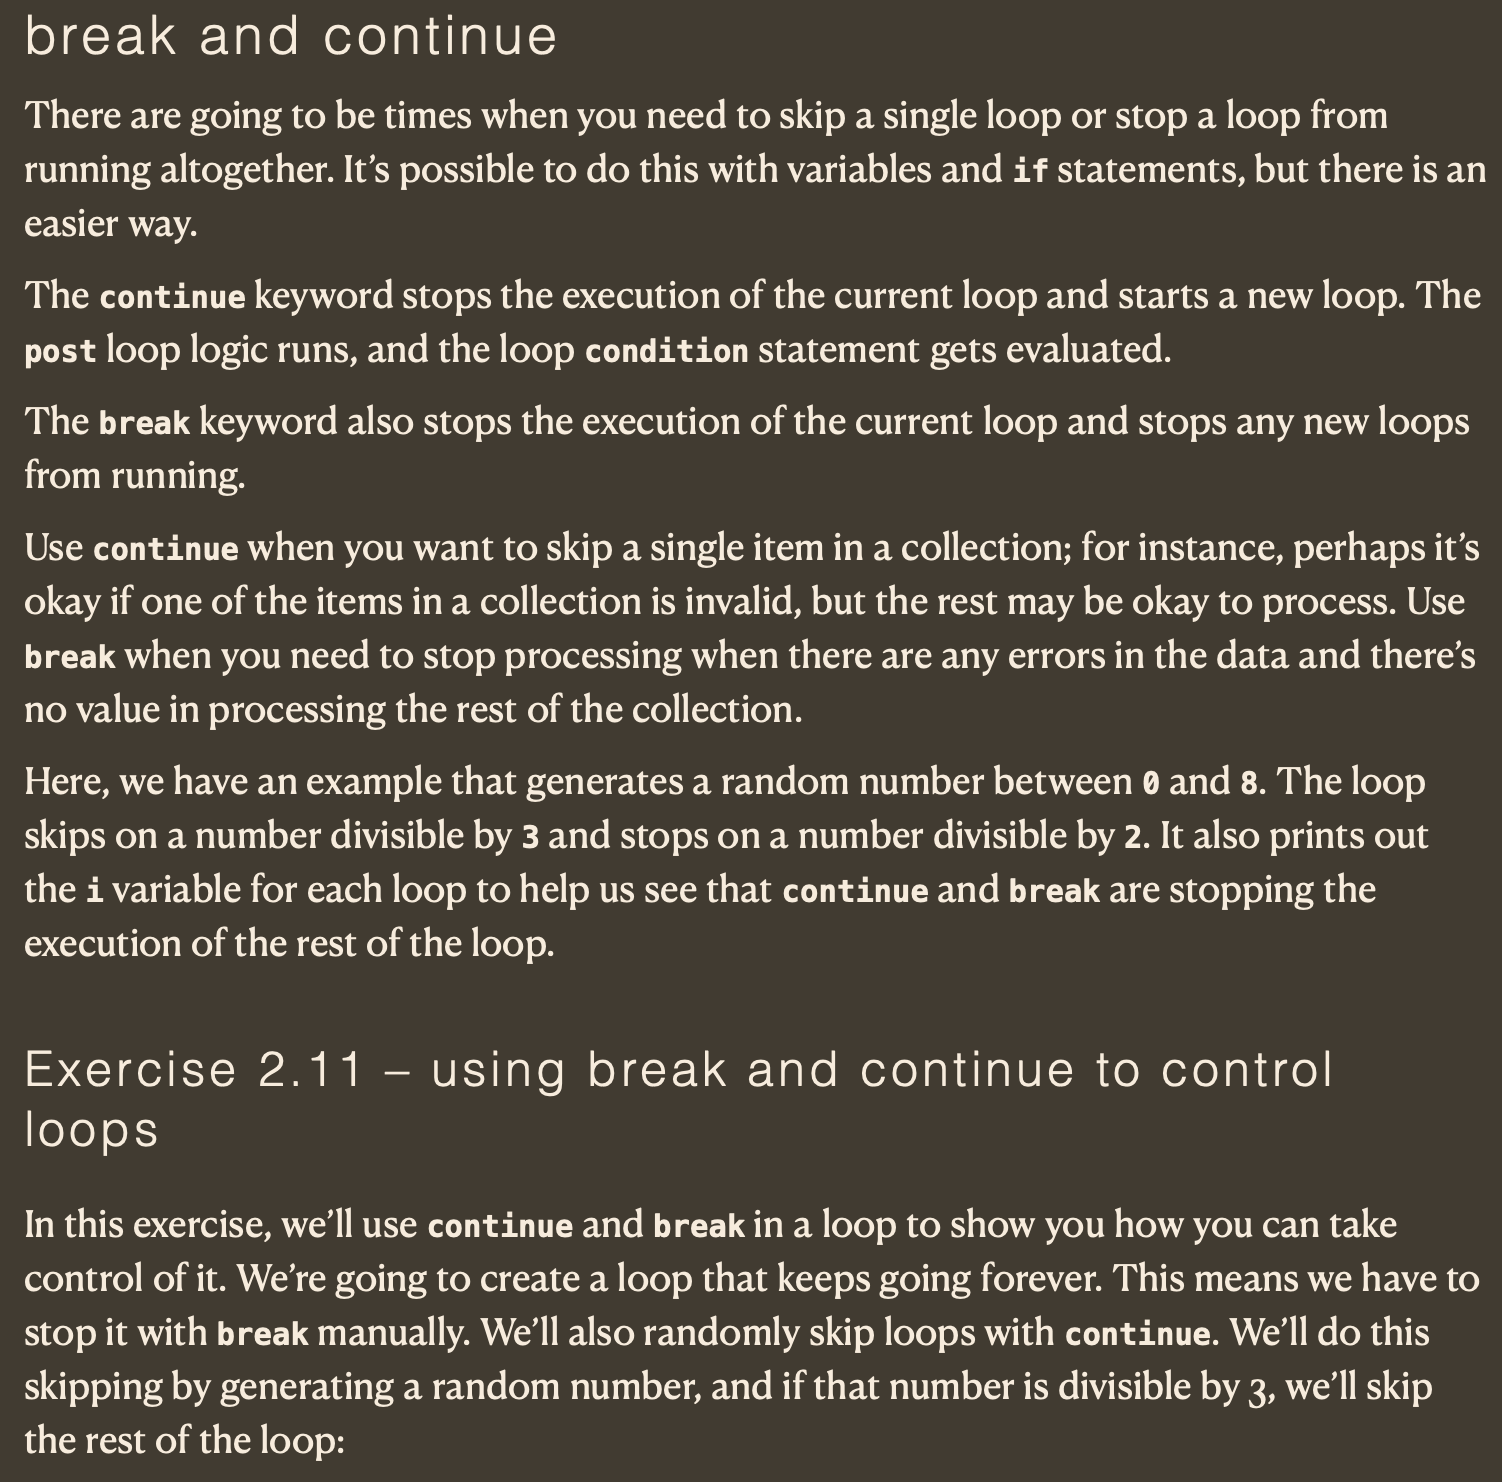 break and continue
There are going to be times when you need to skip a single loop or stop a loop from
running altogether. It’s possible to do this with variables and if statements, but there is an
easier way.
The continue keyword stops the execution of the current loop and starts a new loop. The
post loop logic runs, and the loop condition statement gets evaluated.
The break keyword also stops the execution of the current loop and stops any new loops
from running.
Use continue when you want to skip a single item in a collection; for instance, perhaps it’s
okay if one of the items in a collection is invalid, but the rest may be okay to process. Use
break when you need to stop processing when there are any errors in the data and there’s
no value in processing the rest of the collection.
Here, we have an example that generates a random number between 0 and 8. The loop
skips on a number divisible by 3 and stops on a number divisible by 2. It also prints out
the i variable for each loop to help us see that continue and break are stopping the
execution of the rest of the loop.
Exercise 2.11 – using break and continue to control
loops
In this exercise, we’ll use continue and break in a loop to show you how you can take
control of it. We’re going to create a loop that keeps going forever. This means we have to
stop it with break manually. We’ll also randomly skip loops with continue. We’ll do this
skipping by generating a random number, and if that number is divisible by 3, we’ll skip
the rest of the loop: